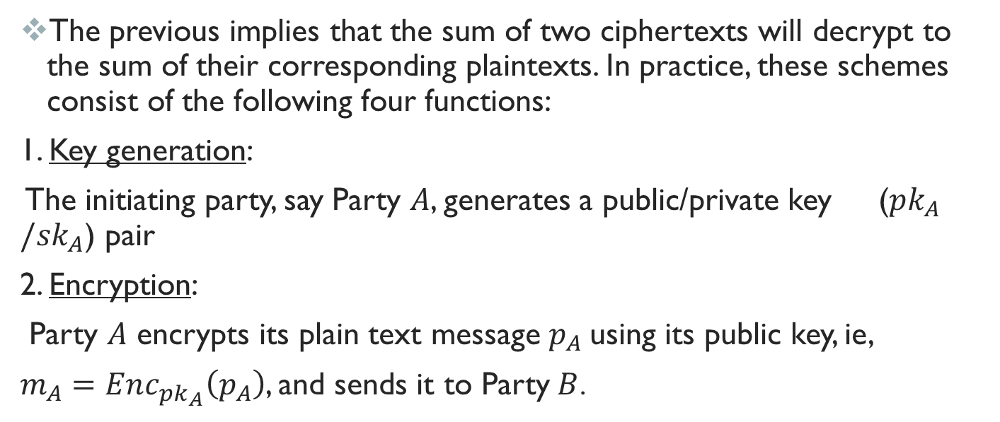 ❖The previous implies that the sum of two ciphertexts will decrypt to
the sum of their corresponding plaintexts. In practice, these schemes
consist of the following four functions:
1. Key generation:
The initiating party, say Party A, generates a public/private key (pk_A
/sk_A) pair
2. Encryption:
Party A encrypts its plain text message p_A using its public key, ie,
m_A = Enc_{pk_A}(p_A), and sends it to Party B.